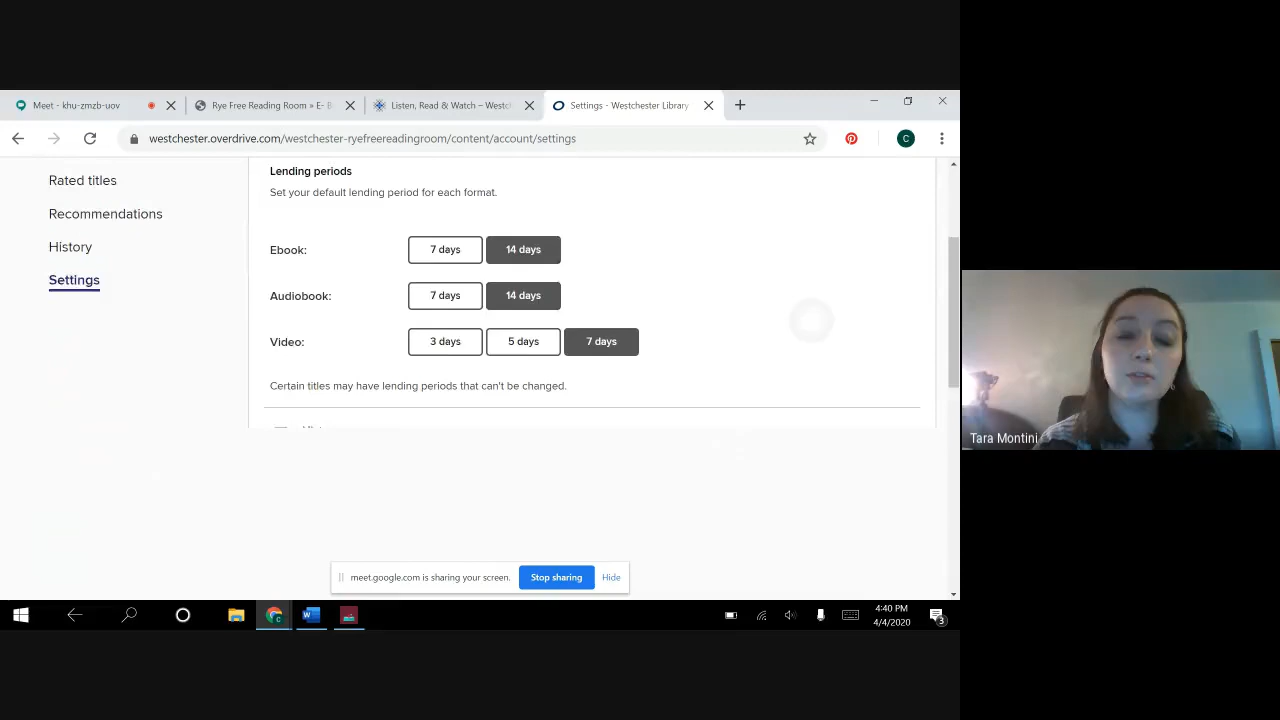 Meet - khu-zmzb-uov
Rye Free Reading Room » E- B
Listen, Read & Watch – Westc
Settings - Westchester Library
westchester.overdrive.com/westchester-ryefreereadingroom/content/account/settings
C
Rated titles
Recommendations
History
Settings
Lending periods
Set your default lending period for each format.
Ebook: 7 days 14 days
Audiobook: 7 days 14 days
Video: 3 days 5 days 7 days
Certain titles may have lending periods that can't be changed.
Tara Montini
meet.google.com is sharing your screen. Stop sharing Hide
4:40 PM
4/4/2020
3